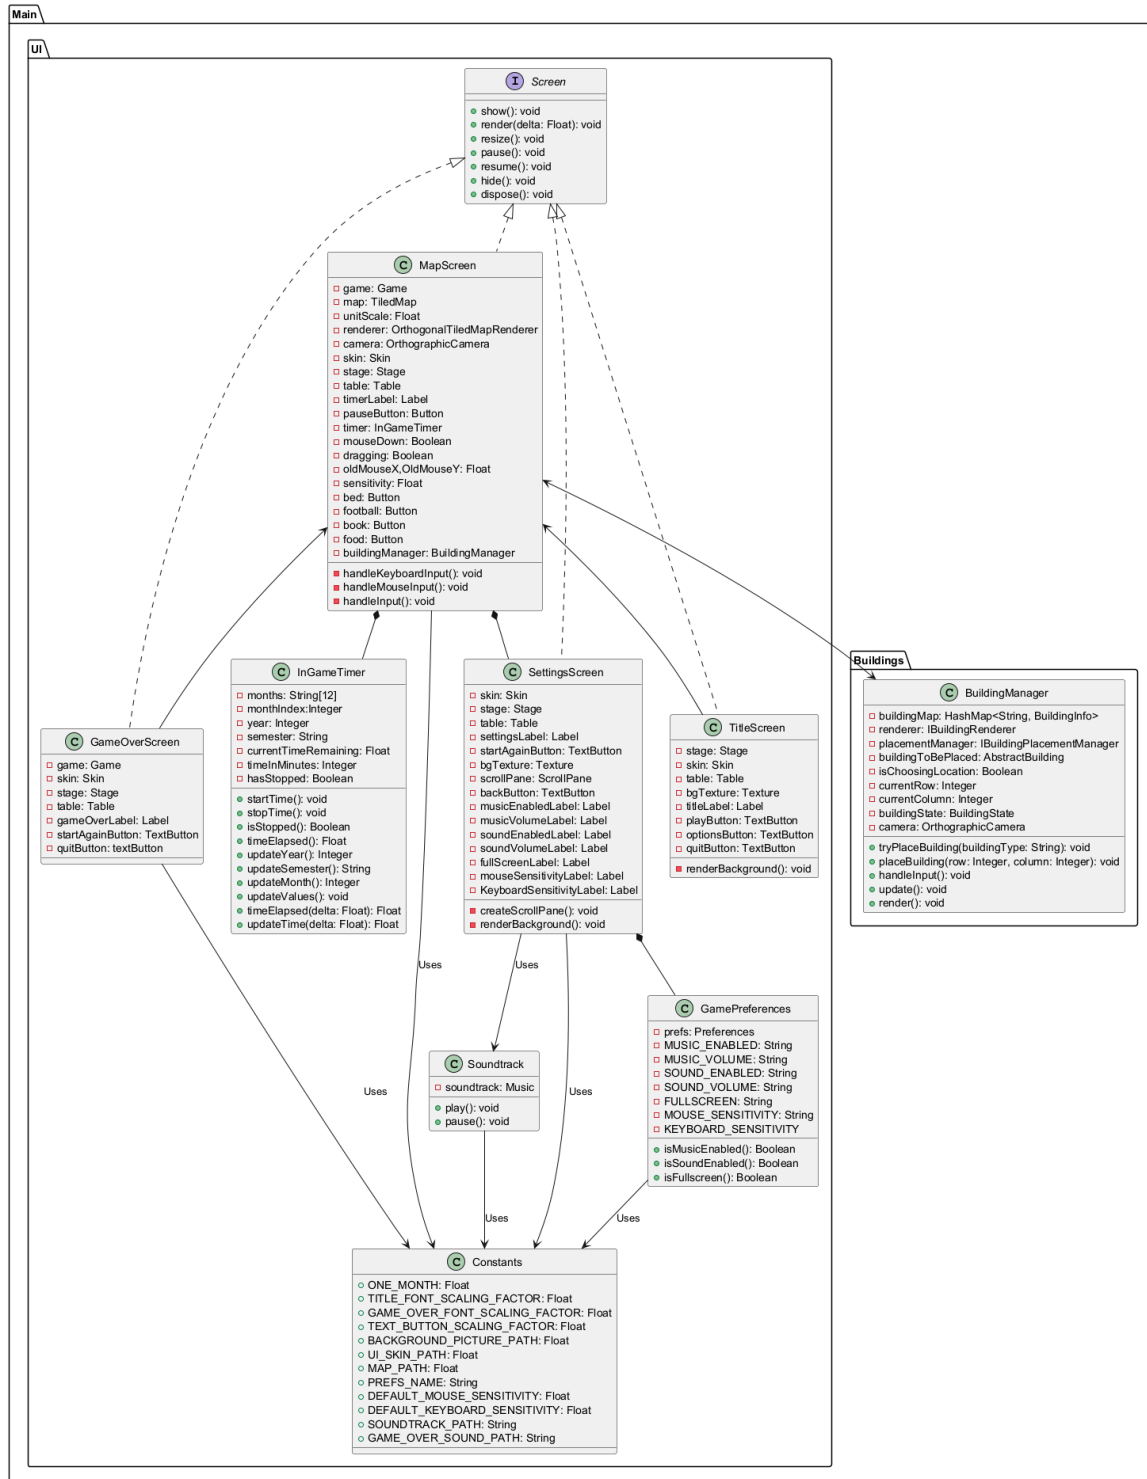 Main
UI
I Screen
show(): void
render(delta: Float): void
resize(): void
pause(): void
resume(): void
hide(): void
dispose(): void
C MapScreen
game: Game
map: TiledMap
unitScale: Float
renderer: OrthogonalTiledMapRenderer
camera: OrthographicCamera
skin: Skin
stage: Stage
table: Table
timerLabel: Label
pauseButton: Button
timer: InGameTimer
mouseDown: Boolean
dragging: Boolean
oldMouseX,OldMouseY: Float
sensitivity: Float
bed: Button
football: Button
book: Button
food: Button
buildingManager: BuildingManager
handleKeyboardInput(): void
handleMouseInput(): void
handleInput(): void
C GameOverScreen
game: Game
skin: Skin
stage: Stage
table: Table
gameOverLabel: Label
startAgainButton: TextButton
quitButton: textButton
C InGameTimer
months: String[12]
monthIndex:Integer
year: Integer
semester: String
currentTimeRemaining: Float
timeInMinutes: Integer
hasStopped: Boolean
startTime(): void
stopTime(): void
isStopped(): Boolean
timeElapsed(): Float
updateYear(): Integer
updateSemester(): String
updateMonth(): Integer
updateValues(): void
timeElapsed(delta: Float): Float
updateTime(delta: Float): Float
C SettingsScreen
skin: Skin
stage: Stage
table: Table
settingsLabel: Label
startAgainButton: TextButton
bgTexture: Texture
scrollPane: ScrollPane
backButton: TextButton
musicEnabledLabel: Label
musicVolumeLabel: Label
soundEnabledLabel: Label
soundVolumeLabel: Label
fullScreenLabel: Label
mouseSensitivityLabel: Label
KeyboardSensitivityLabel: Label
createScrollPane(): void
renderBackground(): void
C TitleScreen
stage: Stage
skin: Skin
table: Table
bgTexture: Texture
titleLabel: Label
playButton: TextButton
optionsButton: TextButton
quitButton: TextButton
renderBackground(): void
Buildings
C BuildingManager
buildingMap: HashMap<String, BuildingInfo>
renderer: IBuildingRenderer
placementManager: IBuildingPlacementManager
buildingToBePlaced: AbstractBuilding
isChoosingLocation: Boolean
currentRow: Integer
currentColumn: Integer
buildingState: BuildingState
camera: OrthographicCamera
tryPlaceBuilding(buildingType: String): void
placeBuilding(row: Integer, column: Integer): void
handleInput(): void
update(): void
render(): void
Uses
Uses
C Soundtrack
soundtrack: Music
play(): void
pause(): void
C GamePreferences
prefs: Preferences
MUSIC_ENABLED: String
MUSIC_VOLUME: String
SOUND_ENABLED: String
SOUND_VOLUME: String
FULLSCREEN: String
MOUSE_SENSITIVITY: String
KEYBOARD_SENSITIVITY
isMusicEnabled(): Boolean
isSoundEnabled(): Boolean
isFullscreen(): Boolean
Uses
Uses
Uses
Uses
C Constants
ONE_MONTH: Float
TITLE_FONT_SCALING_FACTOR: Float
GAME_OVER_FONT_SCALING_FACTOR: Float
TEXT_BUTTON_SCALING_FACTOR: Float
BACKGROUND_PICTURE_PATH: Float
UI_SKIN_PATH: Float
MAP_PATH: Float
PREFS_NAME: String
DEFAULT_MOUSE_SENSITIVITY: Float
DEFAULT_KEYBOARD_SENSITIVITY: Float
SOUNDTRACK_PATH: String
GAME_OVER_SOUND_PATH: String